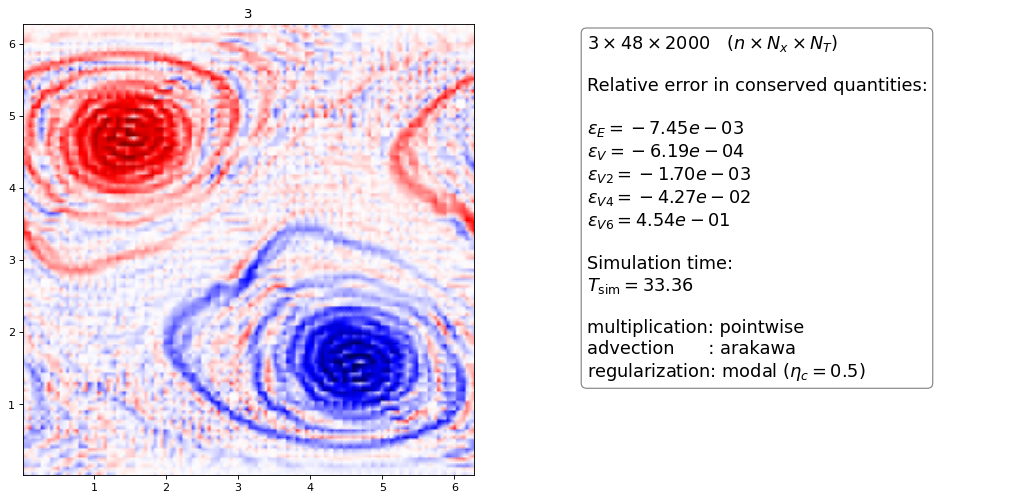 3
6
5
4
3
2
1
1 2 3 4 5 6
3 × 48 × 2000 (n × N_x × N_T)
Relative error in conserved quantities:
ε_E = −7.45e − 03
ε_V = −6.19e − 04
ε_V2 = −1.70e − 03
ε_V4 = −4.27e − 02
ε_V6 = 4.54e − 01
Simulation time:
T_sim = 33.36
multiplication: pointwise
advection : arakawa
regularization: modal (η_c = 0.5)